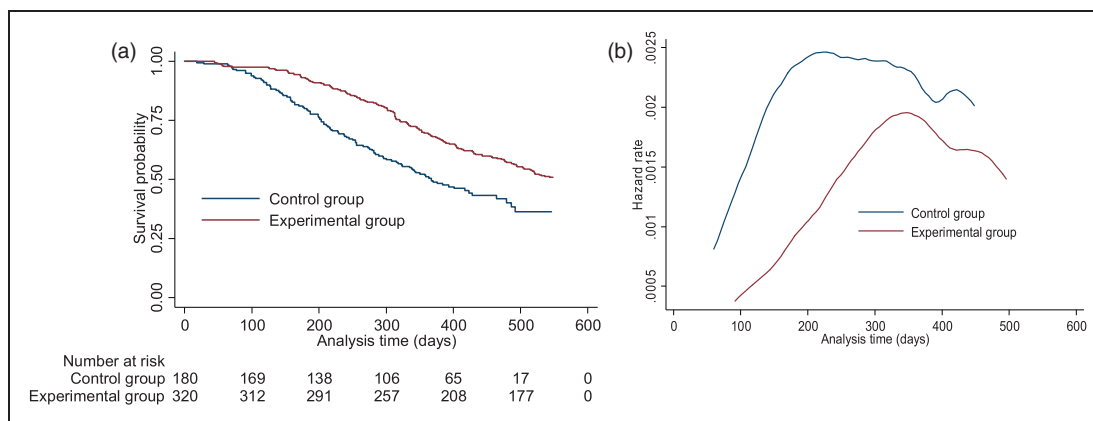 (a)
Survival probability
1.00
0.75
0.50
0.25
0.00
Control group
Experimental group
0 100 200 300 400 500 600
Analysis time (days)
Number at risk
Control group 180 169 138 106 65 17 0
Experimental group 320 312 291 257 208 177 0
(b)
Hazard rate
.0025
.002
.0015
.001
.0005
Control group
Experimental group
0 100 200 300 400 500 600
Analysis time (days)